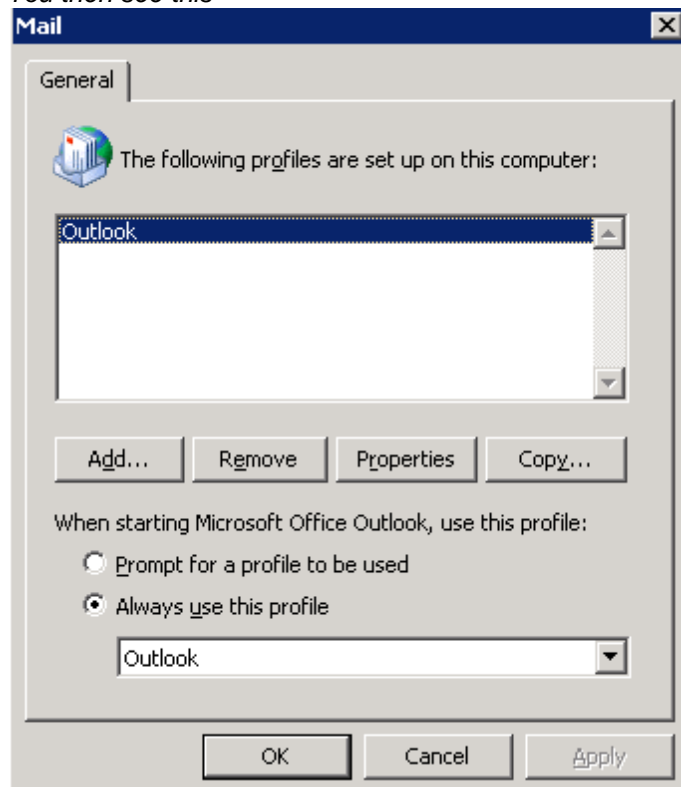 You then see this
Mail
General
The following profiles are set up on this computer:
Outlook
Add...
Remove
Properties
Copy...
When starting Microsoft Office Outlook, use this profile:
Prompt for a profile to be used
Always use this profile
Outlook
OK
Cancel
Apply